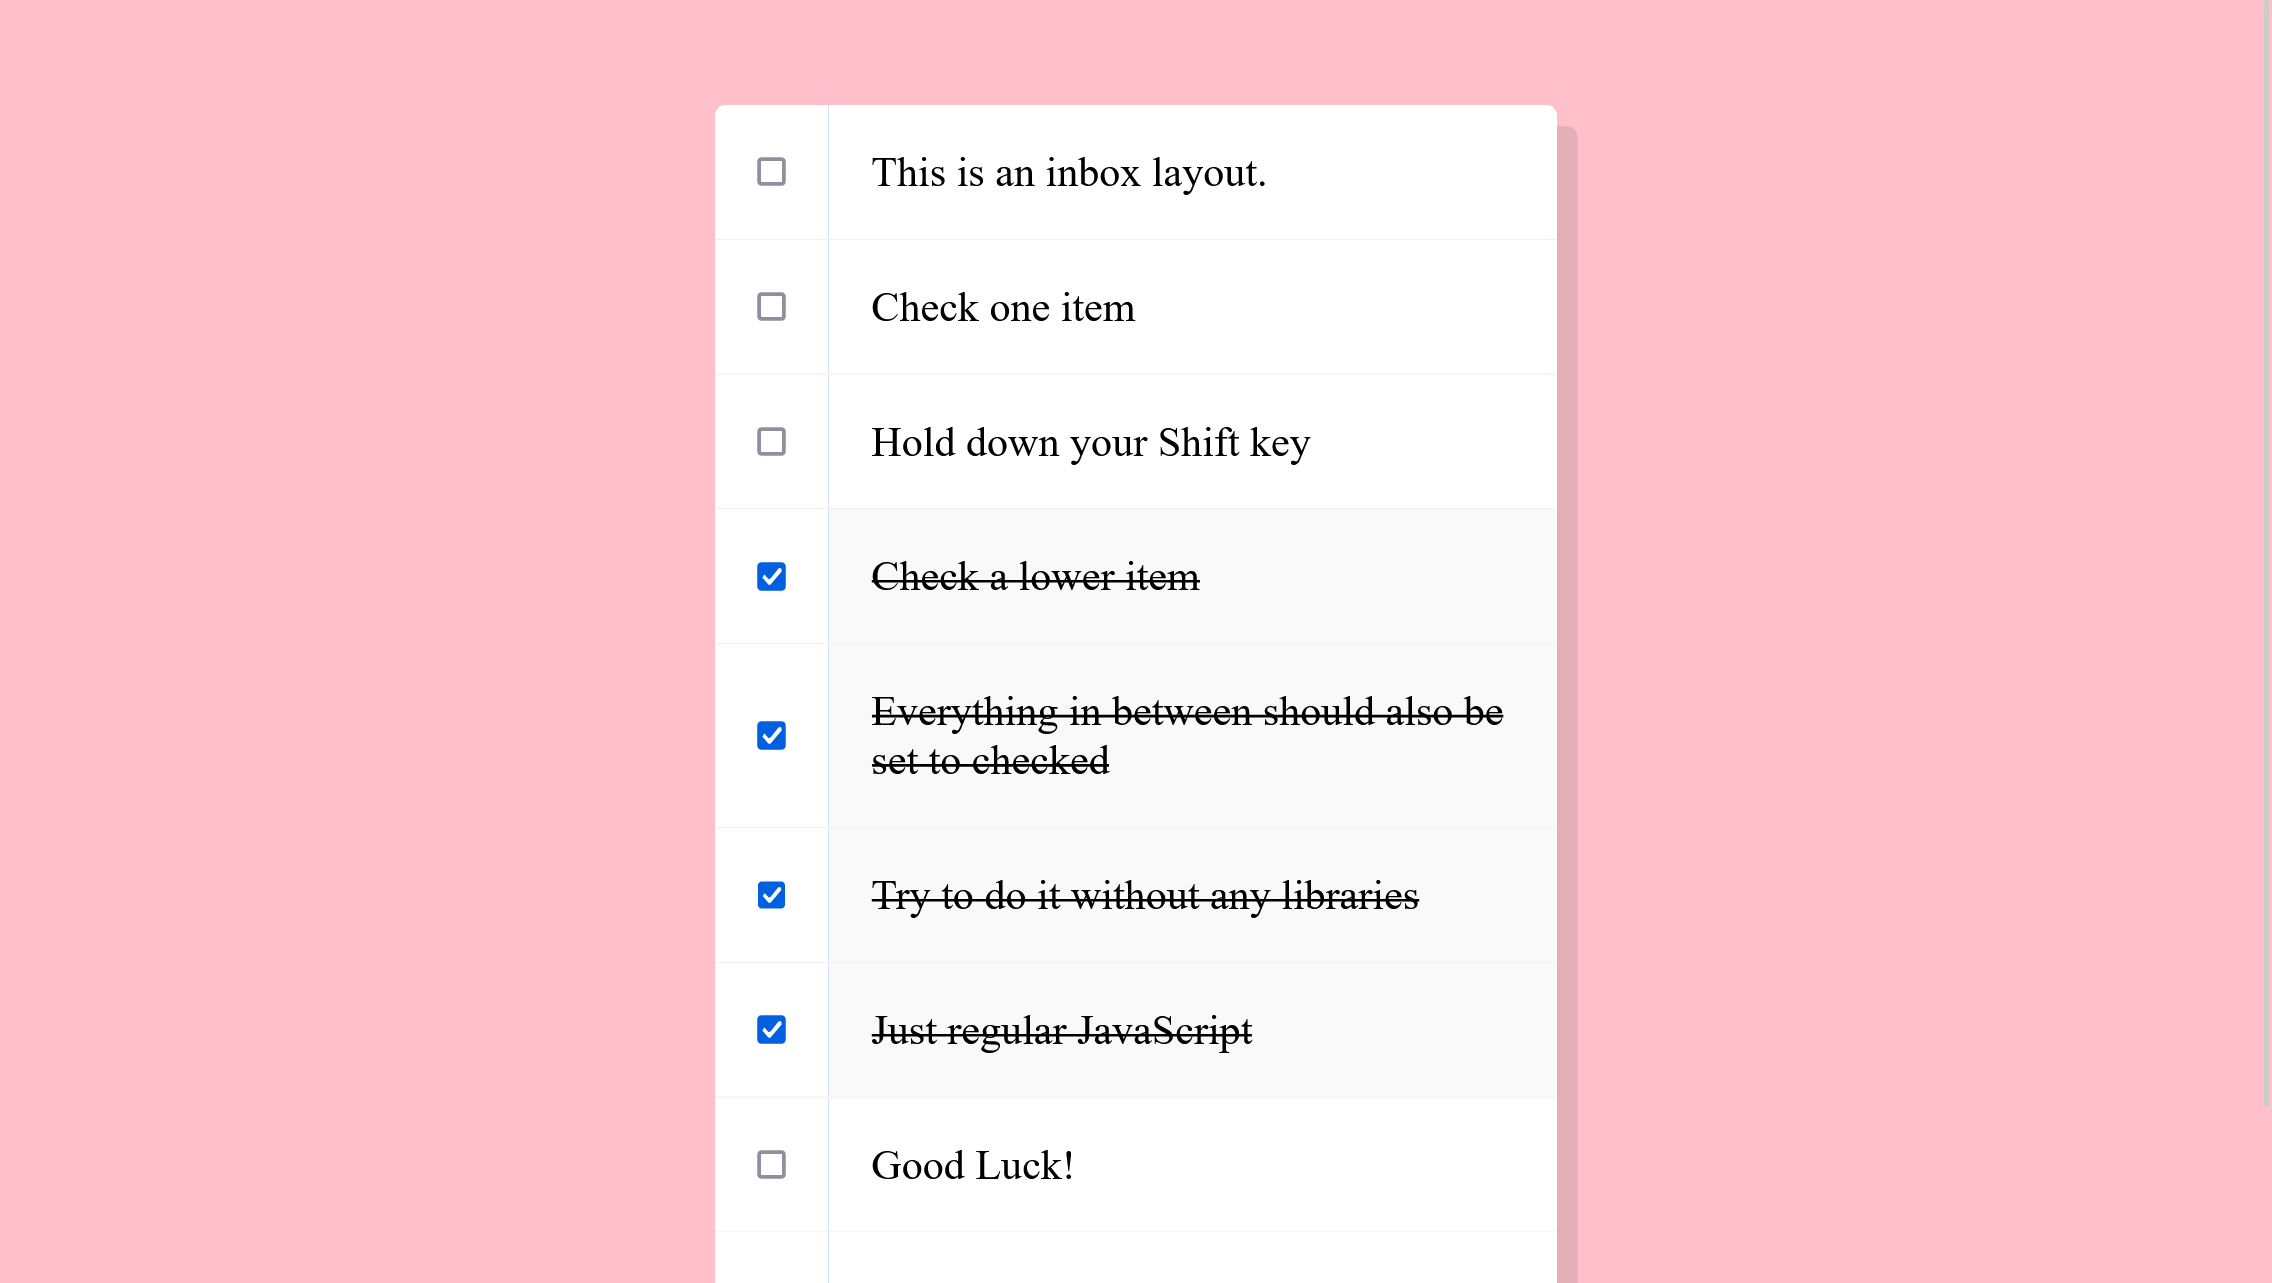 This is an inbox layout.
Check one item
Hold down your Shift key
Check a lower item
Everything in between should also be
set to checked
Try to do it without any libraries
Just regular JavaScript
Good Luck!